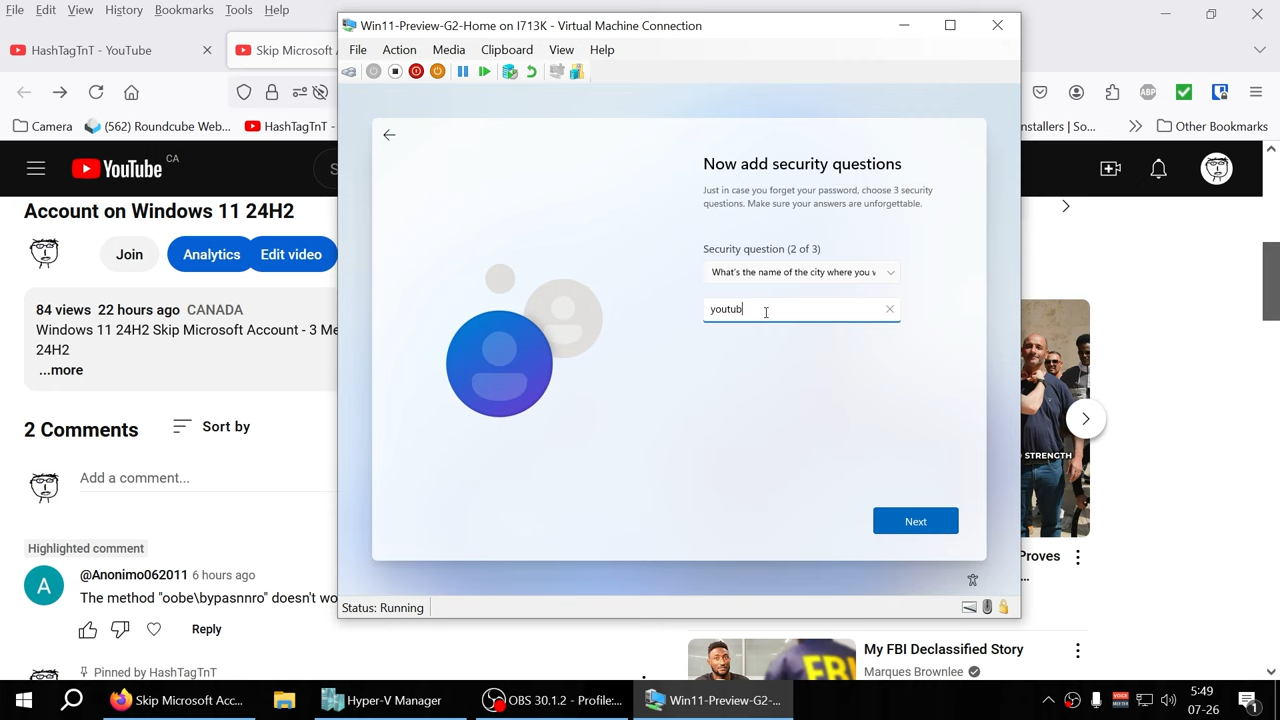 File Edit View History Bookmarks Tools Help
HashTagTnT - YouTube
Skip Microsoft
Camera
(562) Roundcube Web...
HashTagTnT -
nstallers | So...
Other Bookmarks
ABP
YouTube CA
S
Account on Windows 11 24H2
Join
Analytics
Edit video
84 views 22 hours ago CANADA
Windows 11 24H2 Skip Microsoft Account - 3 Me
24H2
...more
2 Comments
Sort by
Add a comment...
Highlighted comment
A
@Anonimo062011 6 hours ago
The method "oobe\bypasnnro" doesn't wo
Reply
Pinned by HashTagTnT
Win11-Preview-G2-Home on I713K - Virtual Machine Connection
File Action Media Clipboard View Help
Now add security questions
Just in case you forget your password, choose 3 security
questions. Make sure your answers are unforgettable.
Security question (2 of 3)
What's the name of the city where you
youtub
Next
Status: Running
STRENGTH
Proves
...
My FBI Declassified Story
Marques Brownlee
FBI
Skip Microsoft Acc...
Hyper-V Manager
OBS 30.1.2 - Profile:...
Win11-Preview-G2-...
5:49
07-26
1